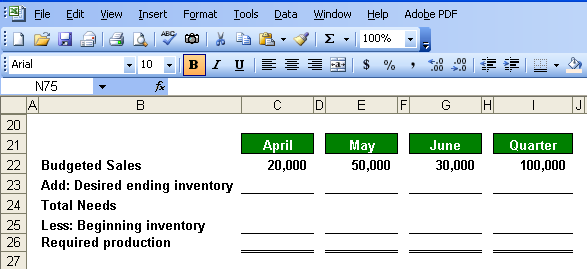 File Edit View Insert Format Tools Data Window Help Adobe PDF
Σ 100%
Arial 10 B I U $ % ,
N75 fx
A B C D E F G H I J
20
21 April May June Quarter
22 Budgeted Sales 20,000 50,000 30,000 100,000
23 Add: Desired ending inventory
24 Total Needs
25 Less: Beginning inventory
26 Required production
27